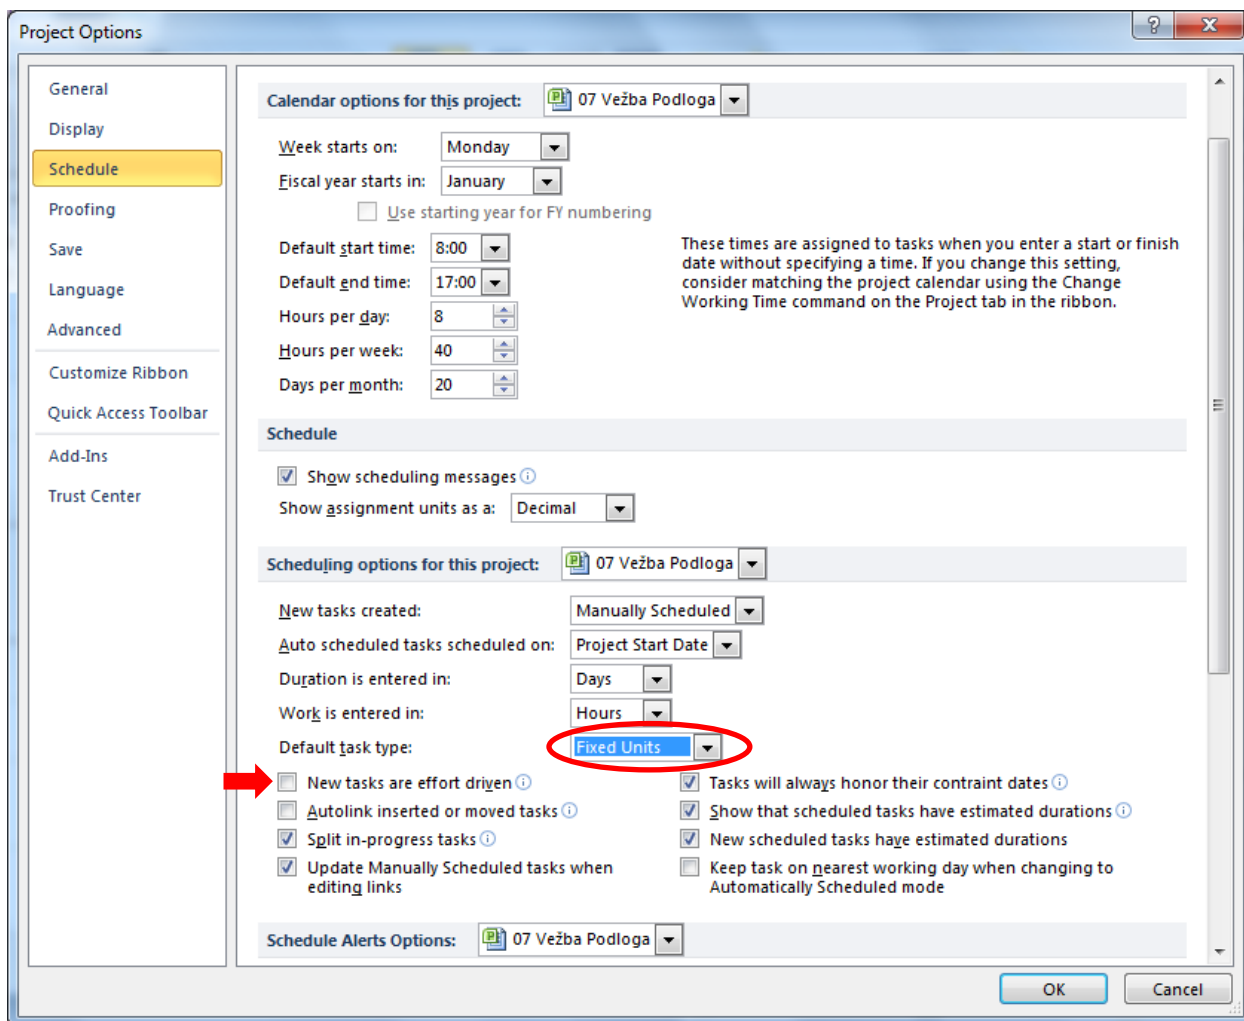 Project Options
General
Display
Schedule
Proofing
Save
Language
Advanced
Customize Ribbon
Quick Access Toolbar
Add-Ins
Trust Center
Calendar options for this project: 07 Vežba Podloga
Week starts on: Monday
Fiscal year starts in: January
Use starting year for FY numbering
Default start time: 8:00
Default end time: 17:00
Hours per day: 8
Hours per week: 40
Days per month: 20
These times are assigned to tasks when you enter a start or finish
date without specifying a time. If you change this setting,
consider matching the project calendar using the Change
Working Time command on the Project tab in the ribbon.
Schedule
Show scheduling messages
Show assignment units as a: Decimal
Scheduling options for this project: 07 Vežba Podloga
New tasks created: Manually Scheduled
Auto scheduled tasks scheduled on: Project Start Date
Duration is entered in: Days
Work is entered in: Hours
Default task type: Fixed Units
New tasks are effort driven
Autolink inserted or moved tasks
Split in-progress tasks
Update Manually Scheduled tasks when
editing links
Tasks will always honor their contraint dates
Show that scheduled tasks have estimated durations
New scheduled tasks have estimated durations
Keep task on nearest working day when changing to
Automatically Scheduled mode
Schedule Alerts Options: 07 Vežba Podloga
OK Cancel